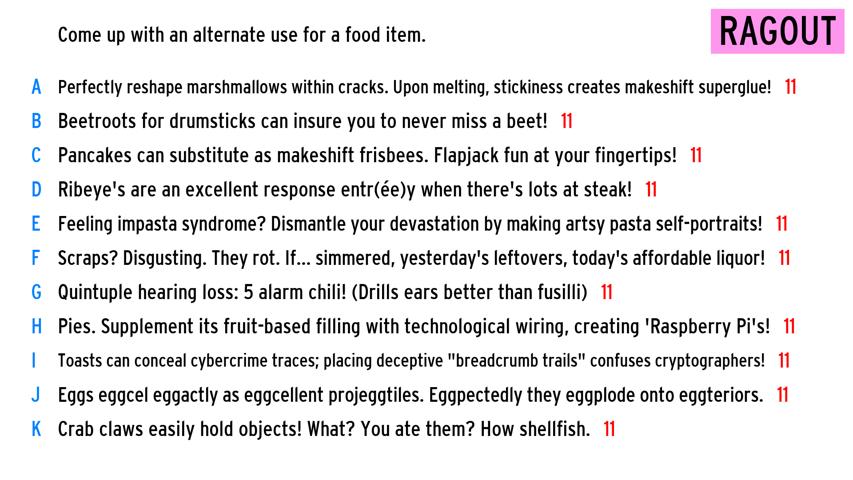 Come up with an alternate use for a food item.
RAGOUT
A Perfectly reshape marshmallows within cracks. Upon melting, stickiness creates makeshift superglue! 11
B Beetroots for drumsticks can insure you to never miss a beet! 11
C Pancakes can substitute as makeshift frisbees. Flapjack fun at your fingertips! 11
D Ribeye's are an excellent response entr(ée)y when there's lots at steak! 11
E Feeling impasta syndrome? Dismantle your devastation by making artsy pasta self-portraits! 11
F Scraps? Disgusting. They rot. If... simmered, yesterday's leftovers, today's affordable liquor! 11
G Quintuple hearing loss: 5 alarm chili! (Drills ears better than fusilli) 11
H Pies. Supplement its fruit-based filling with technological wiring, creating 'Raspberry Pi's! 11
I Toasts can conceal cybercrime traces; placing deceptive "breadcrumb trails" confuses cryptographers! 11
J Eggs eggcel eggactly as eggcellent projeggtiles. Eggpectedly they eggplode onto eggteriors. 11
K Crab claws easily hold objects! What? You ate them? How shellfish. 11